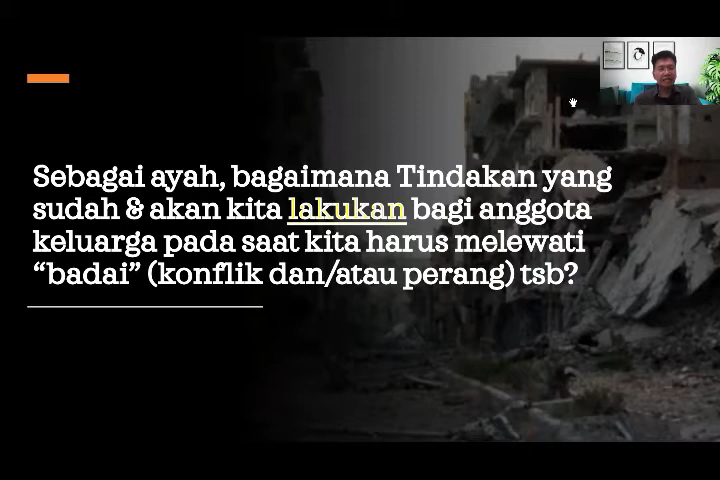 Sebagai ayah, bagaimana Tindakan yang
sudah & akan kita lakukan bagi anggota
keluarga pada saat kita harus melewati
“badai” (konflik dan/atau perang) tsb?